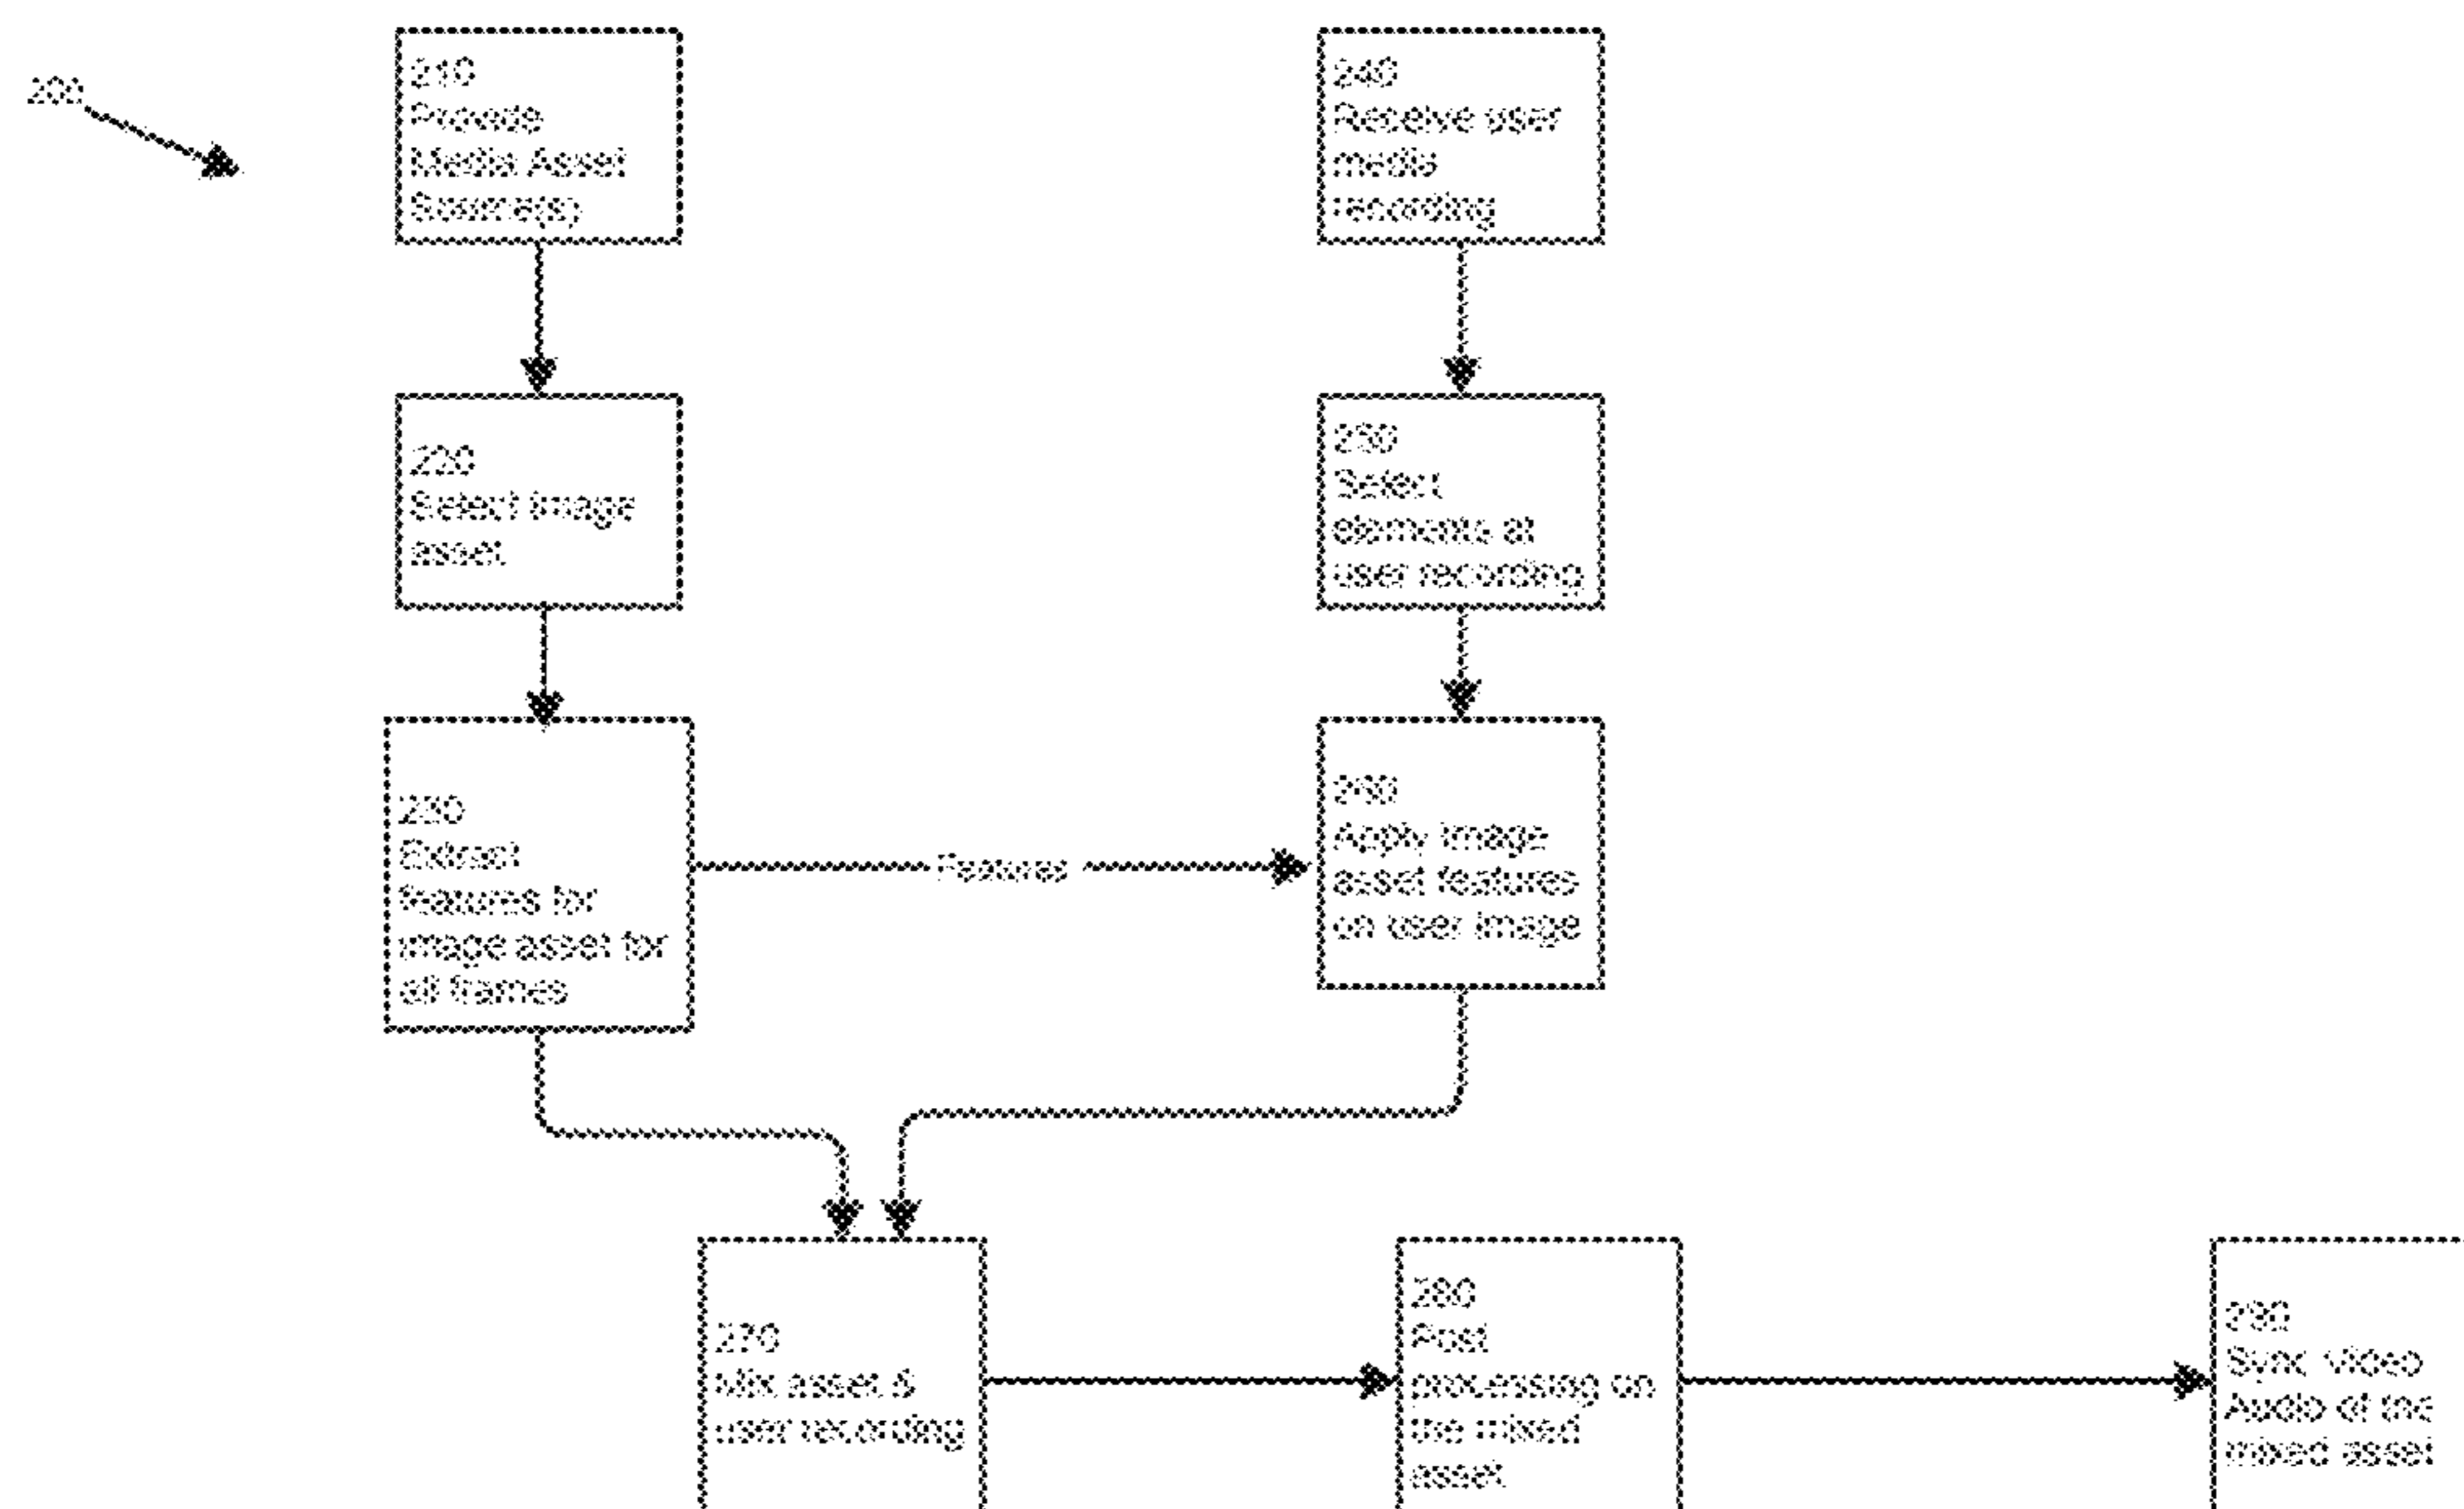 200
210
Provide
Media Asset
Source(s)
240
Receive user
media
recording
220
Select image
asset
250
Select
elements of
user recording
230
Extract
features for
image asset for
all frames
Features
260
Apply image
asset features
on user image
270
Mix asset &
user recording
280
Post
processing on
the mixed
asset
290
Sync video
Audio of the
mixed asset